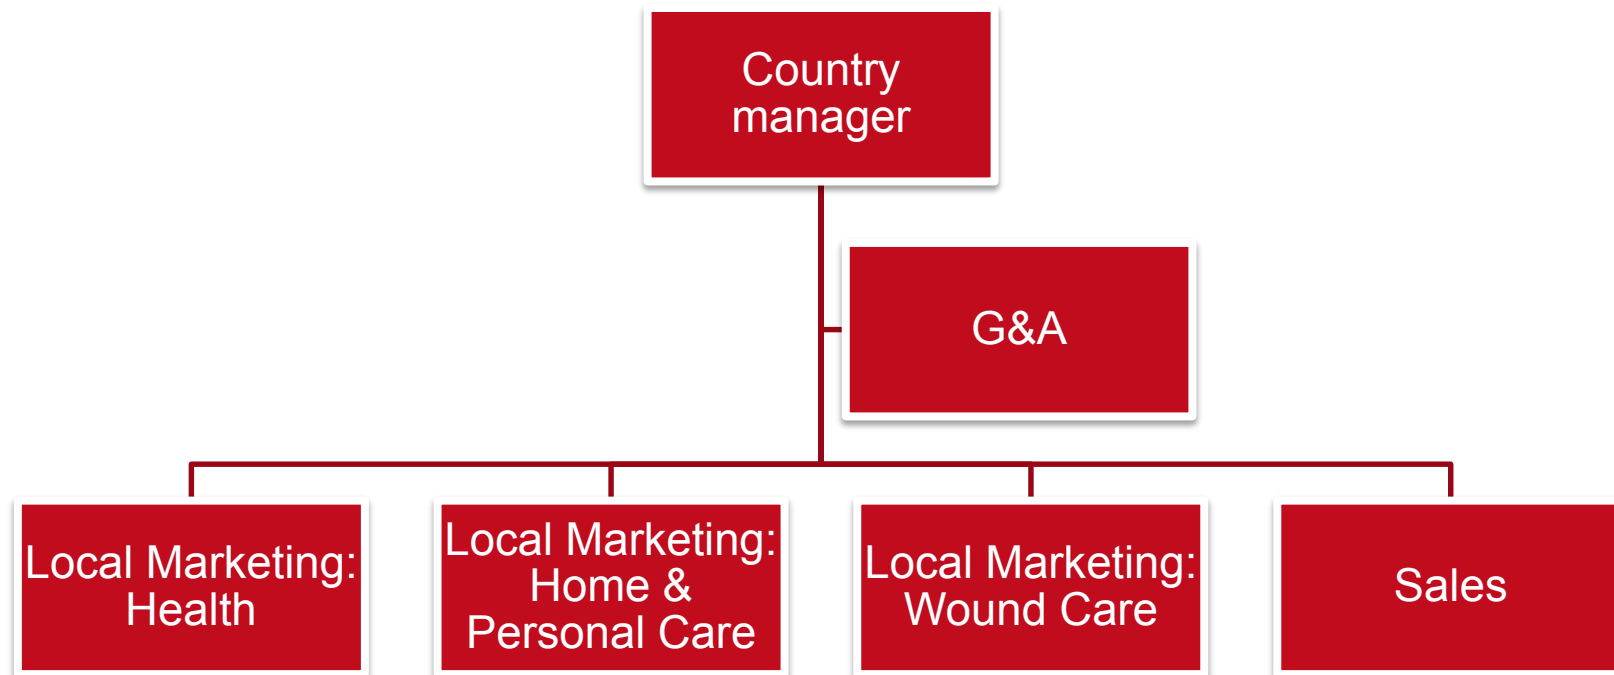 Country
manager
G&A
Local Marketing:
Health
Local Marketing:
Home &
Personal Care
Local Marketing:
Wound Care
Sales